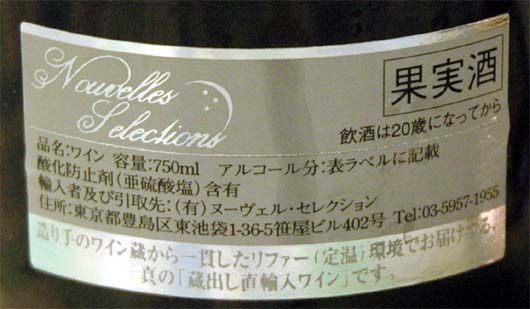 Nouvelles
Selections
果実酒
飲酒は20歳になってから
品名:ワイン 容量:750ml アルコール分:表ラベルに記載
酸化防止剤(亜硫酸塩)含有
輸入者及び引取先:(有)ヌーヴェル・セレクション
住所:東京都豊島区東池袋1-36-5笹屋ビル402号 Tel:03-5957-1955
造り手のワイン蔵から一貫したリファー(定温)環境でお届けする、
真の「蔵出し直輸入ワイン」です。